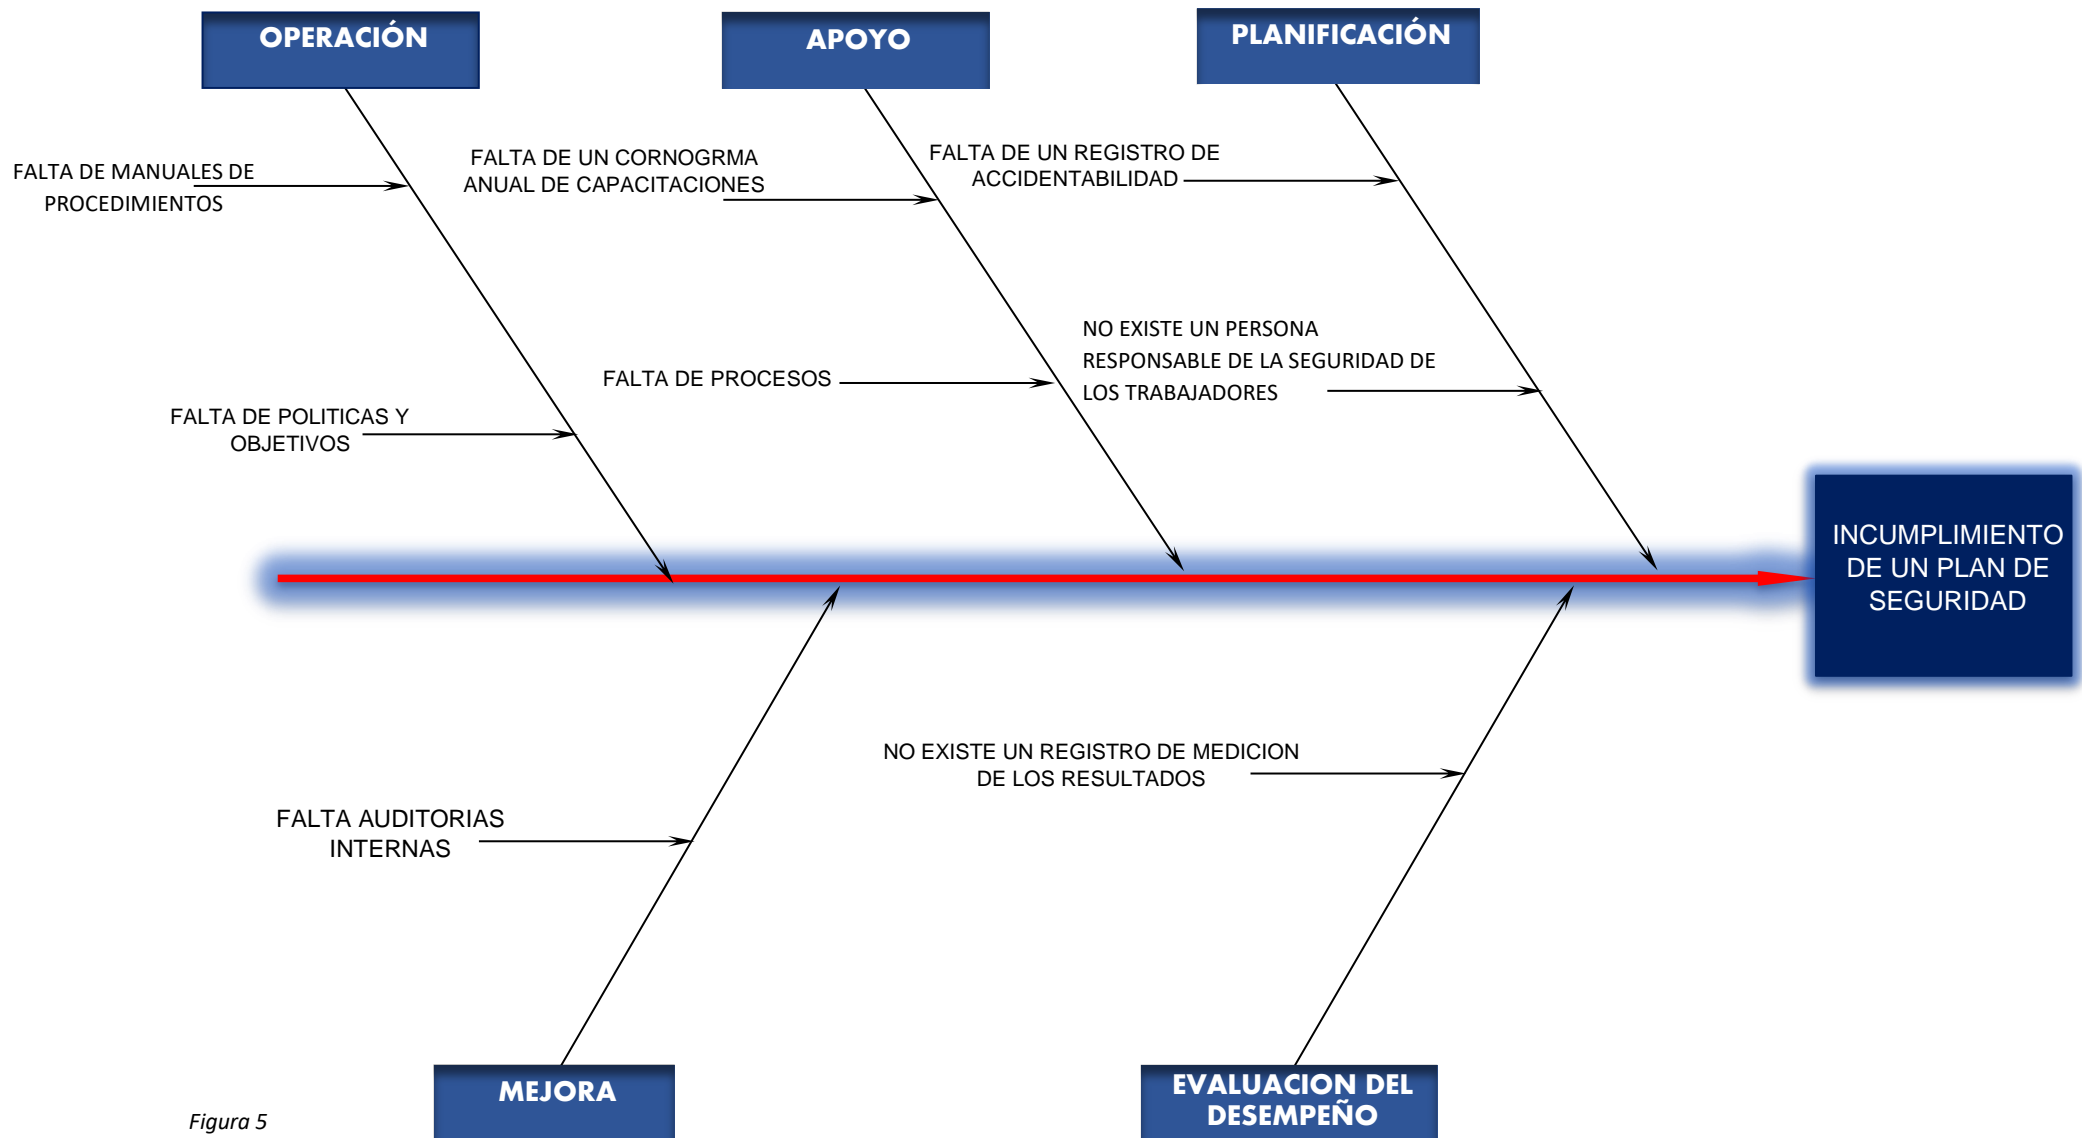 OPERACIÓN
APOYO
PLANIFICACIÓN
FALTA DE MANUALES DE
PROCEDIMIENTOS
FALTA DE UN CORNOGRMA
ANUAL DE CAPACITACIONES
FALTA DE UN REGISTRO DE
ACCIDENTABILIDAD
FALTA DE POLITICAS Y
OBJETIVOS
FALTA DE PROCESOS
NO EXISTE UN PERSONA
RESPONSABLE DE LA SEGURIDAD DE
LOS TRABAJADORES
INCUMPLIMIENTO
DE UN PLAN DE
SEGURIDAD
FALTA AUDITORIAS
INTERNAS
NO EXISTE UN REGISTRO DE MEDICION
DE LOS RESULTADOS
MEJORA
EVALUACION DEL
DESEMPEÑO
Figura 5